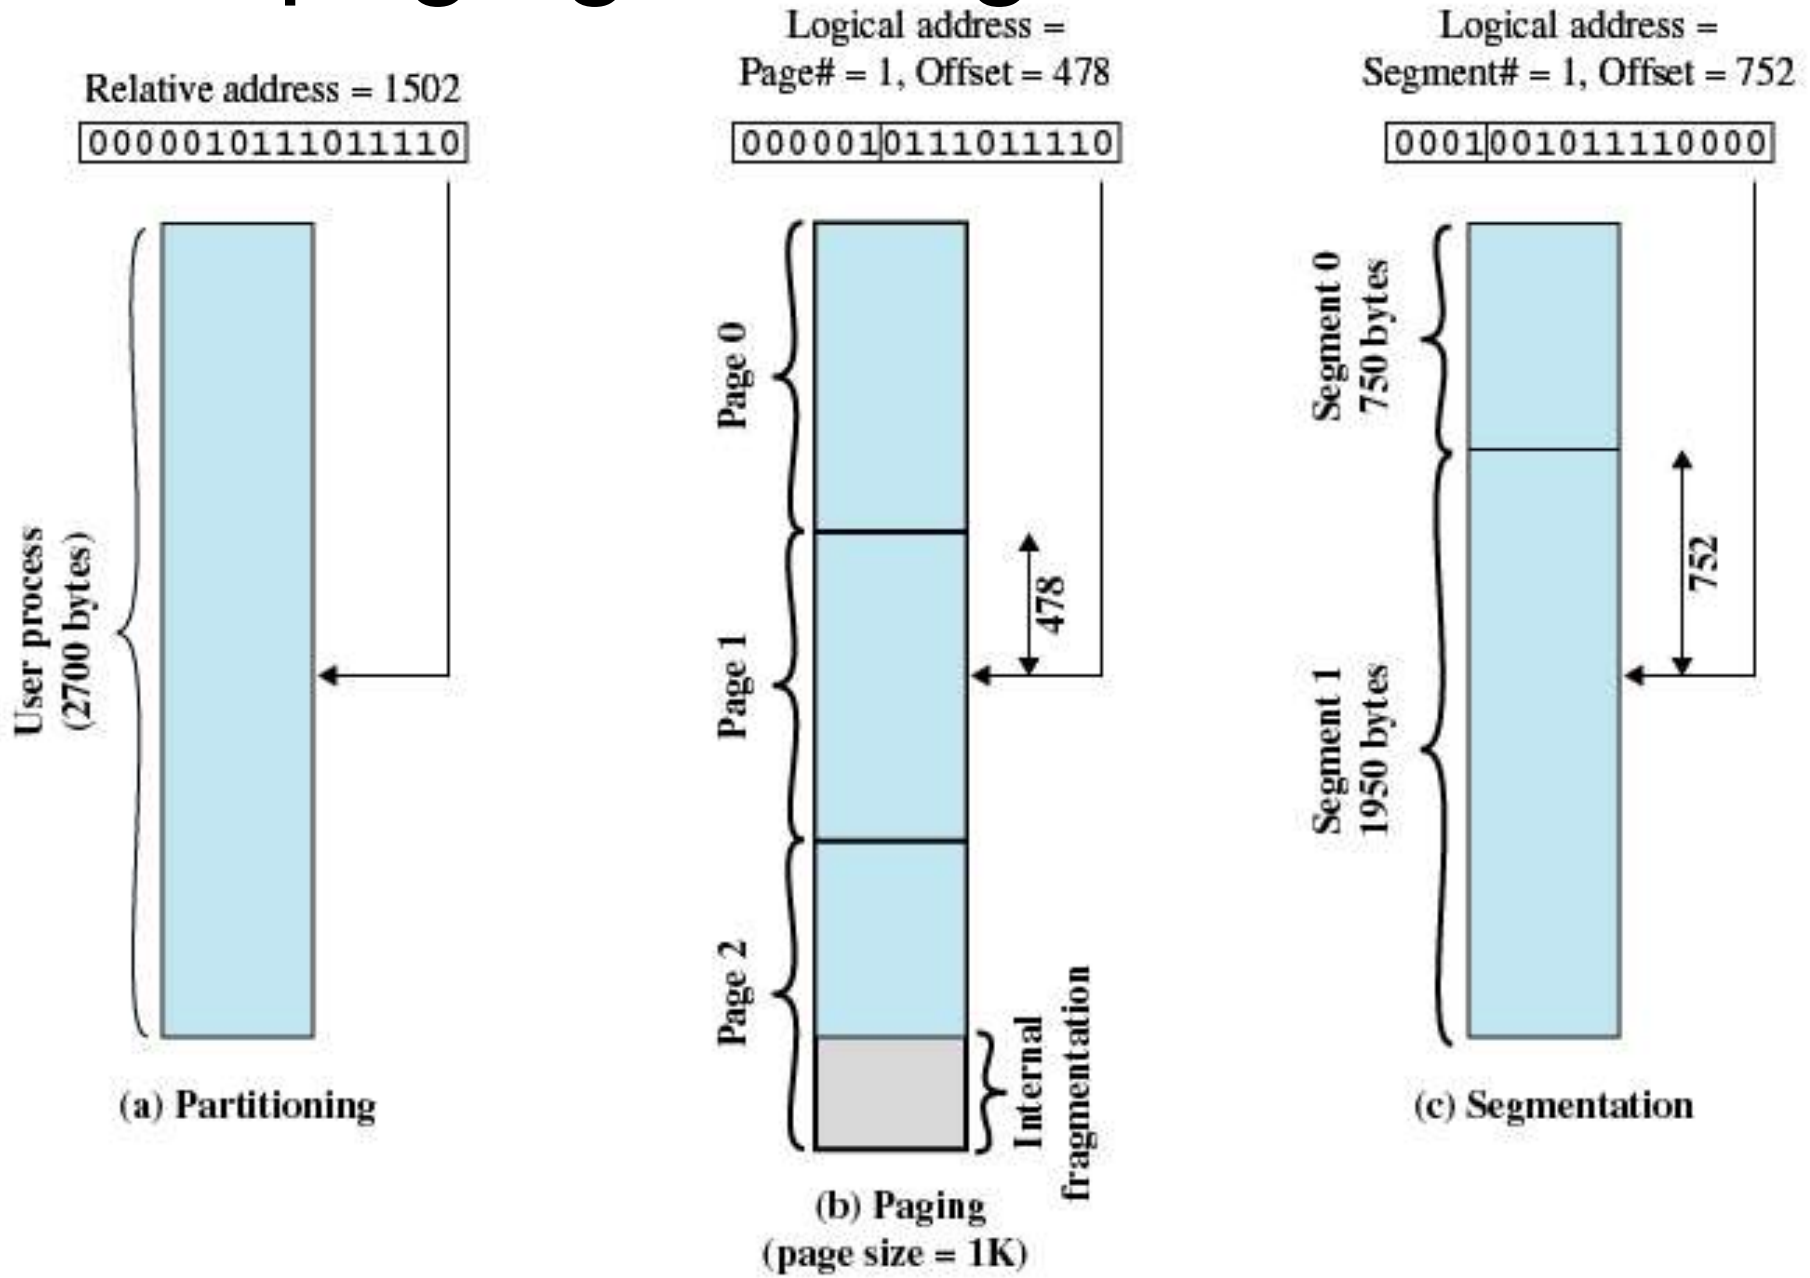 Relative address = 1502
0000010111011110
User process
(2700 bytes)
(a) Partitioning
Logical address =
Page# = 1, Offset = 478
0000010111011110
Page 0
Page 1
Page 2
478
Internal
fragmentation
(b) Paging
(page size = 1K)
Logical address =
Segment# = 1, Offset = 752
0001001011110000
Segment 0
750 bytes
Segment 1
1950 bytes
752
(c) Segmentation